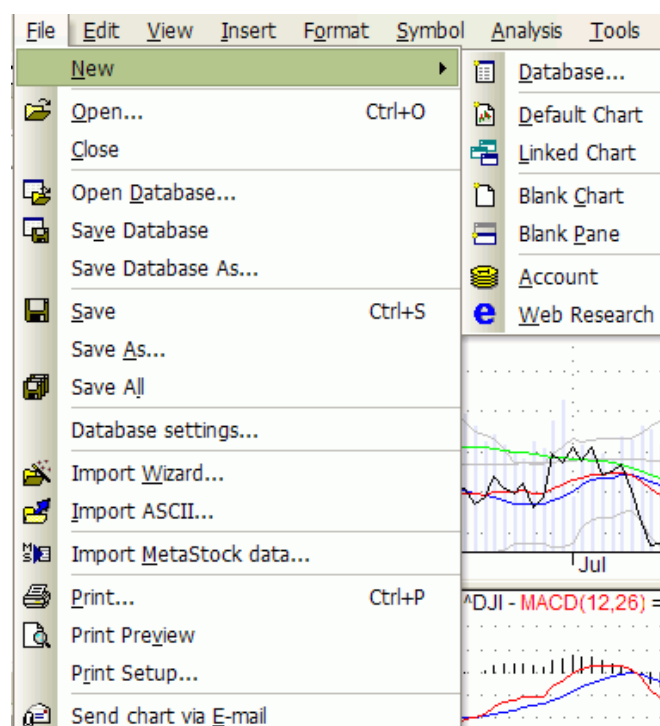 File Edit View Insert Format Symbol Analysis Tools
New
Open... Ctrl+O
Close
Open Database...
Save Database
Save Database As...
Save Ctrl+S
Save As...
Save All
Database settings...
Import Wizard...
Import ASCII...
Import MetaStock data...
Print... Ctrl+P
Print Preview
Print Setup...
Send chart via E-mail
Database...
Default Chart
Linked Chart
Blank Chart
Blank Pane
Account
Web Research
Jul
^DJI - MACD(12,26) =